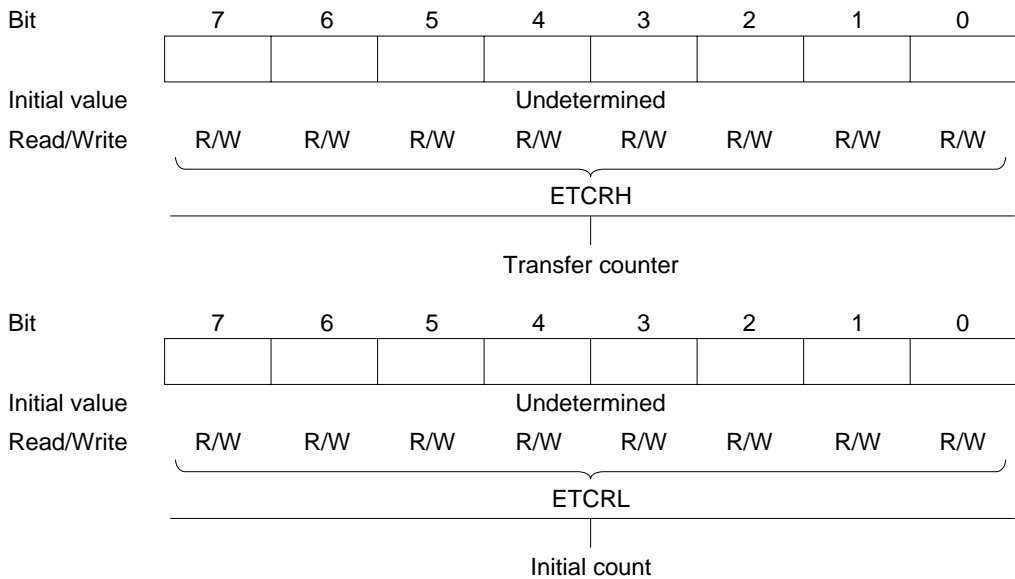 Bit 7 6 5 4 3 2 1 0
Initial value Undetermined
Read/Write R/W R/W R/W R/W R/W R/W R/W R/W
ETCRH
Transfer counter
Bit 7 6 5 4 3 2 1 0
Initial value Undetermined
Read/Write R/W R/W R/W R/W R/W R/W R/W R/W
ETCRL
Initial count